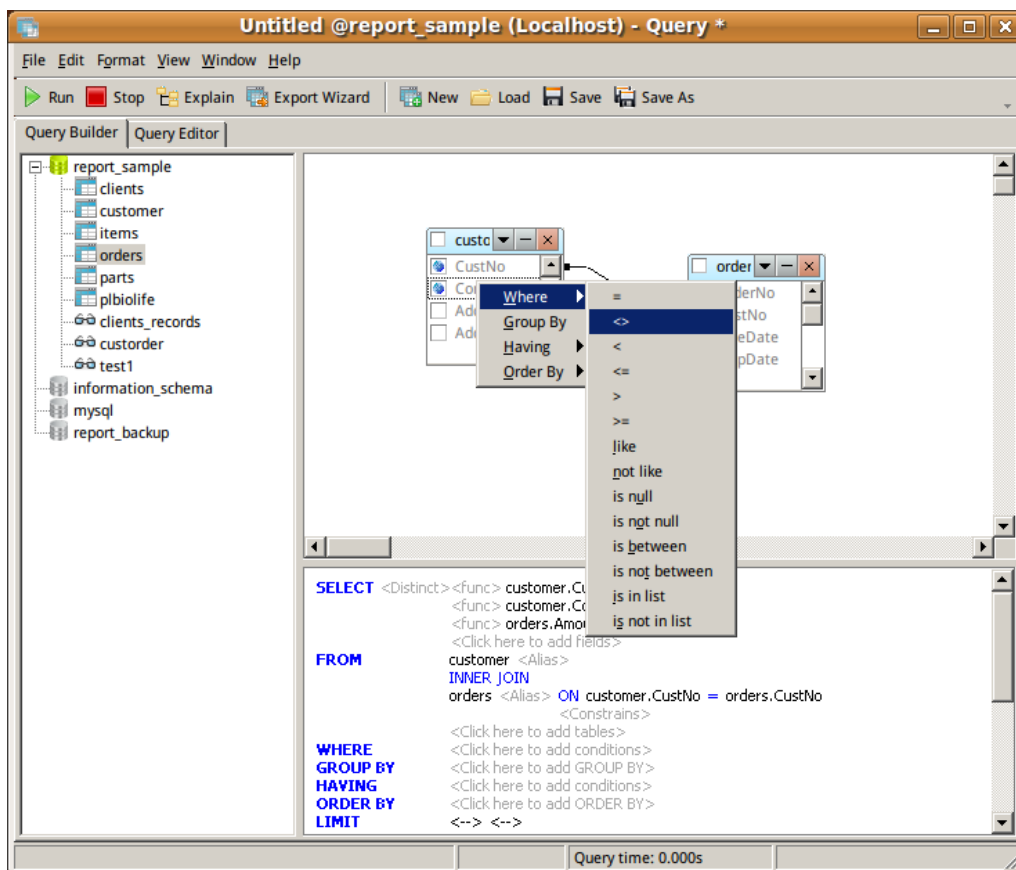 Untitled @report_sample (Localhost) - Query *
File Edit Format View Window Help
Run Stop Explain Export Wizard New Load Save Save As
Query Builder Query Editor
report_sample
clients
customer
items
orders
parts
plbiolife
clients_records
custorder
test1
information_schema
mysql
report_backup
custo
CustNo
Co
Add
Add
order
derNo
stNo
eDate
pDate
Where
Group By
Having
Order By
=
<>
<
<=
>
>=
like
not like
is null
is not null
is between
is not between
is in list
is not in list
SELECT <Distinct> <func> customer.Cu
<func> customer.Co
<func> orders.Amou
<Click here to add fields>
FROM customer <Alias>
INNER JOIN
orders <Alias> ON customer.CustNo = orders.CustNo
<Constrains>
<Click here to add tables>
WHERE <Click here to add conditions>
GROUP BY <Click here to add GROUP BY>
HAVING <Click here to add conditions>
ORDER BY <Click here to add ORDER BY>
LIMIT <--> <-->
Query time: 0.000s